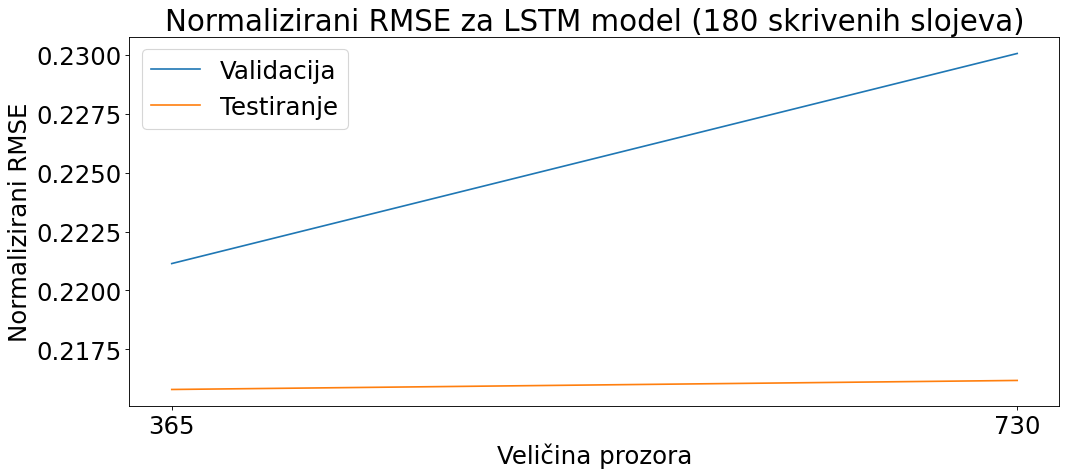 Normalizirani RMSE za LSTM model (180 skrivenih slojeva)
Validacija
Testiranje
Normalizirani RMSE
0.2300
0.2275
0.2250
0.2225
0.2200
0.2175
365
730
Veličina prozora